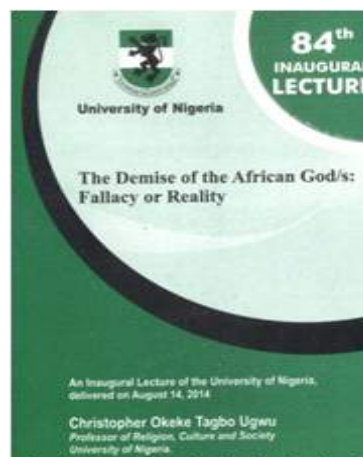 84th
INAUGURAL
LECTURE
University of Nigeria
The Demise of the African God/s:
Fallacy or Reality
An Inaugural Lecture of the University of Nigeria,
delivered on August 14, 2014
Christopher Okeke Tagbo Ugwu
Professor of Religion, Culture and Society
University of Nigeria.